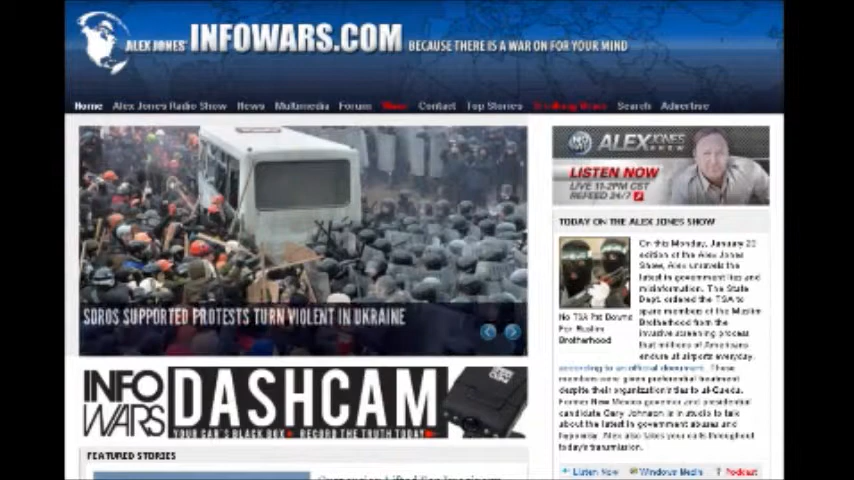 ALEX JONES' INFOWARS.COM BECAUSE THERE IS A WAR ON FOR YOUR MIND
Home Alex Jones Radio Show News Multimedia Forum Contact Top Stories Breaking News Search Advertise
ALEX JONES
SHOW
LISTEN NOW
LIVE 11-2PM CST
REFEED 24/7
SOROS SUPPORTED PROTESTS TURN VIOLENT IN UKRAINE
TODAY ON THE ALEX JONES SHOW
On this Monday, January 20
edition of the Alex Jones
Show, Alex unravels the
latest in government lies and
misinformation. The State
Dept. ordered the TSA to
spare members of the Muslim
Brotherhood from the
invasive screening process
that millions of Americans
endure at airports everyday,
according to an official document. These
members were given preferential treatment
despite their organization's ties to al-Qaeda.
Former New Mexico governor and presidential
candidate Gary Johnson is in studio to talk
about the latest in government abuses and
hypocrisy. Alex also takes your calls throughout
today's transmission.
No TSA Pat Downs
For Muslim
Brotherhood
Listen Now Windows Media Podcast
INFO
WARS
DASHCAM
YOUR CAR'S BLACK BOX RECORD THE TRUTH TODAY
FEATURED STORIES